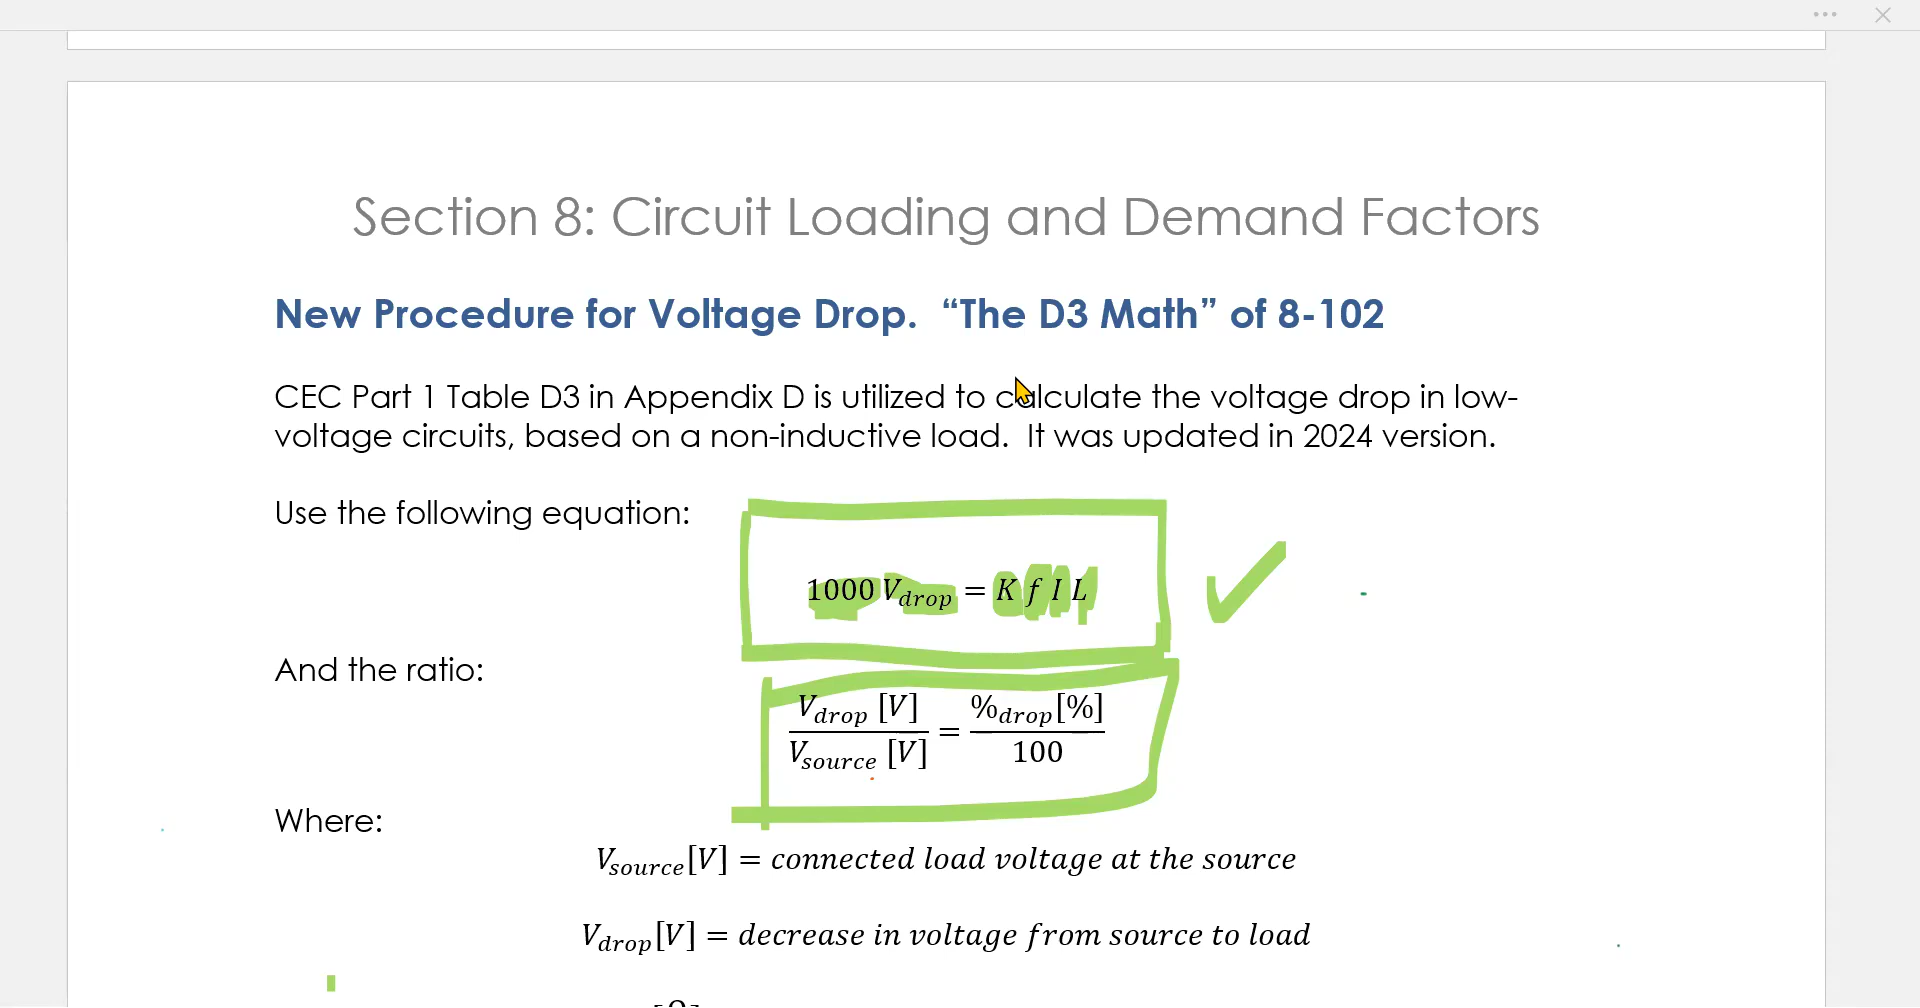 Section 8: Circuit Loading and Demand Factors
New Procedure for Voltage Drop. “The D3 Math” of 8-102
CEC Part 1 Table D3 in Appendix D is utilized to calculate the voltage drop in low-
voltage circuits, based on a non-inductive load. It was updated in 2024 version.
Use the following equation:
1000 V_drop = K f I L
And the ratio:
V_drop [V] / V_source [V] = %_drop[%] / 100
Where:
V_source[V] = connected load voltage at the source
V_drop[V] = decrease in voltage from source to load